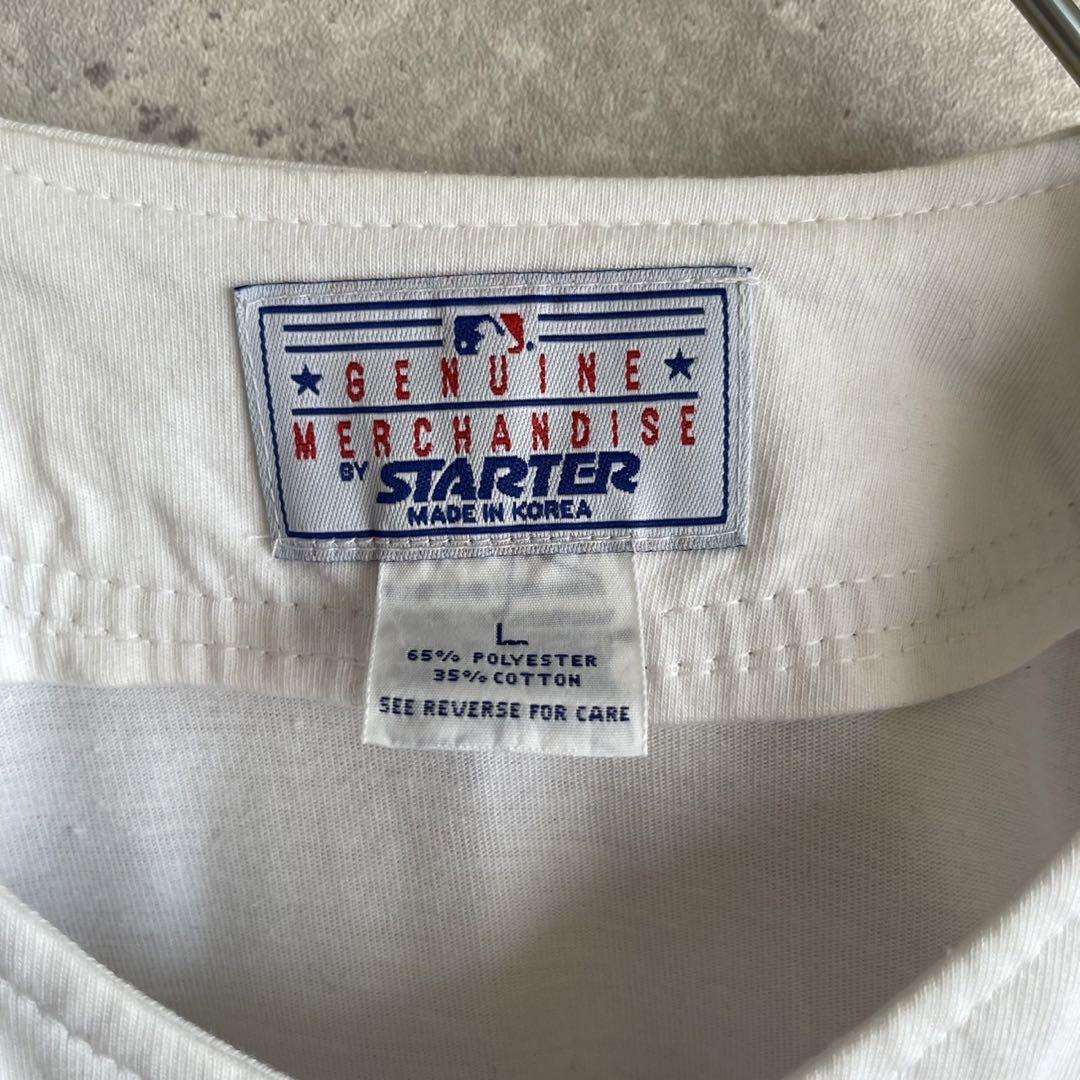 GENUINE
MERCHANDISE
BY STARTER
MADE IN KOREA
L
65% POLYESTER
35% COTTON
SEE REVERSE FOR CARE